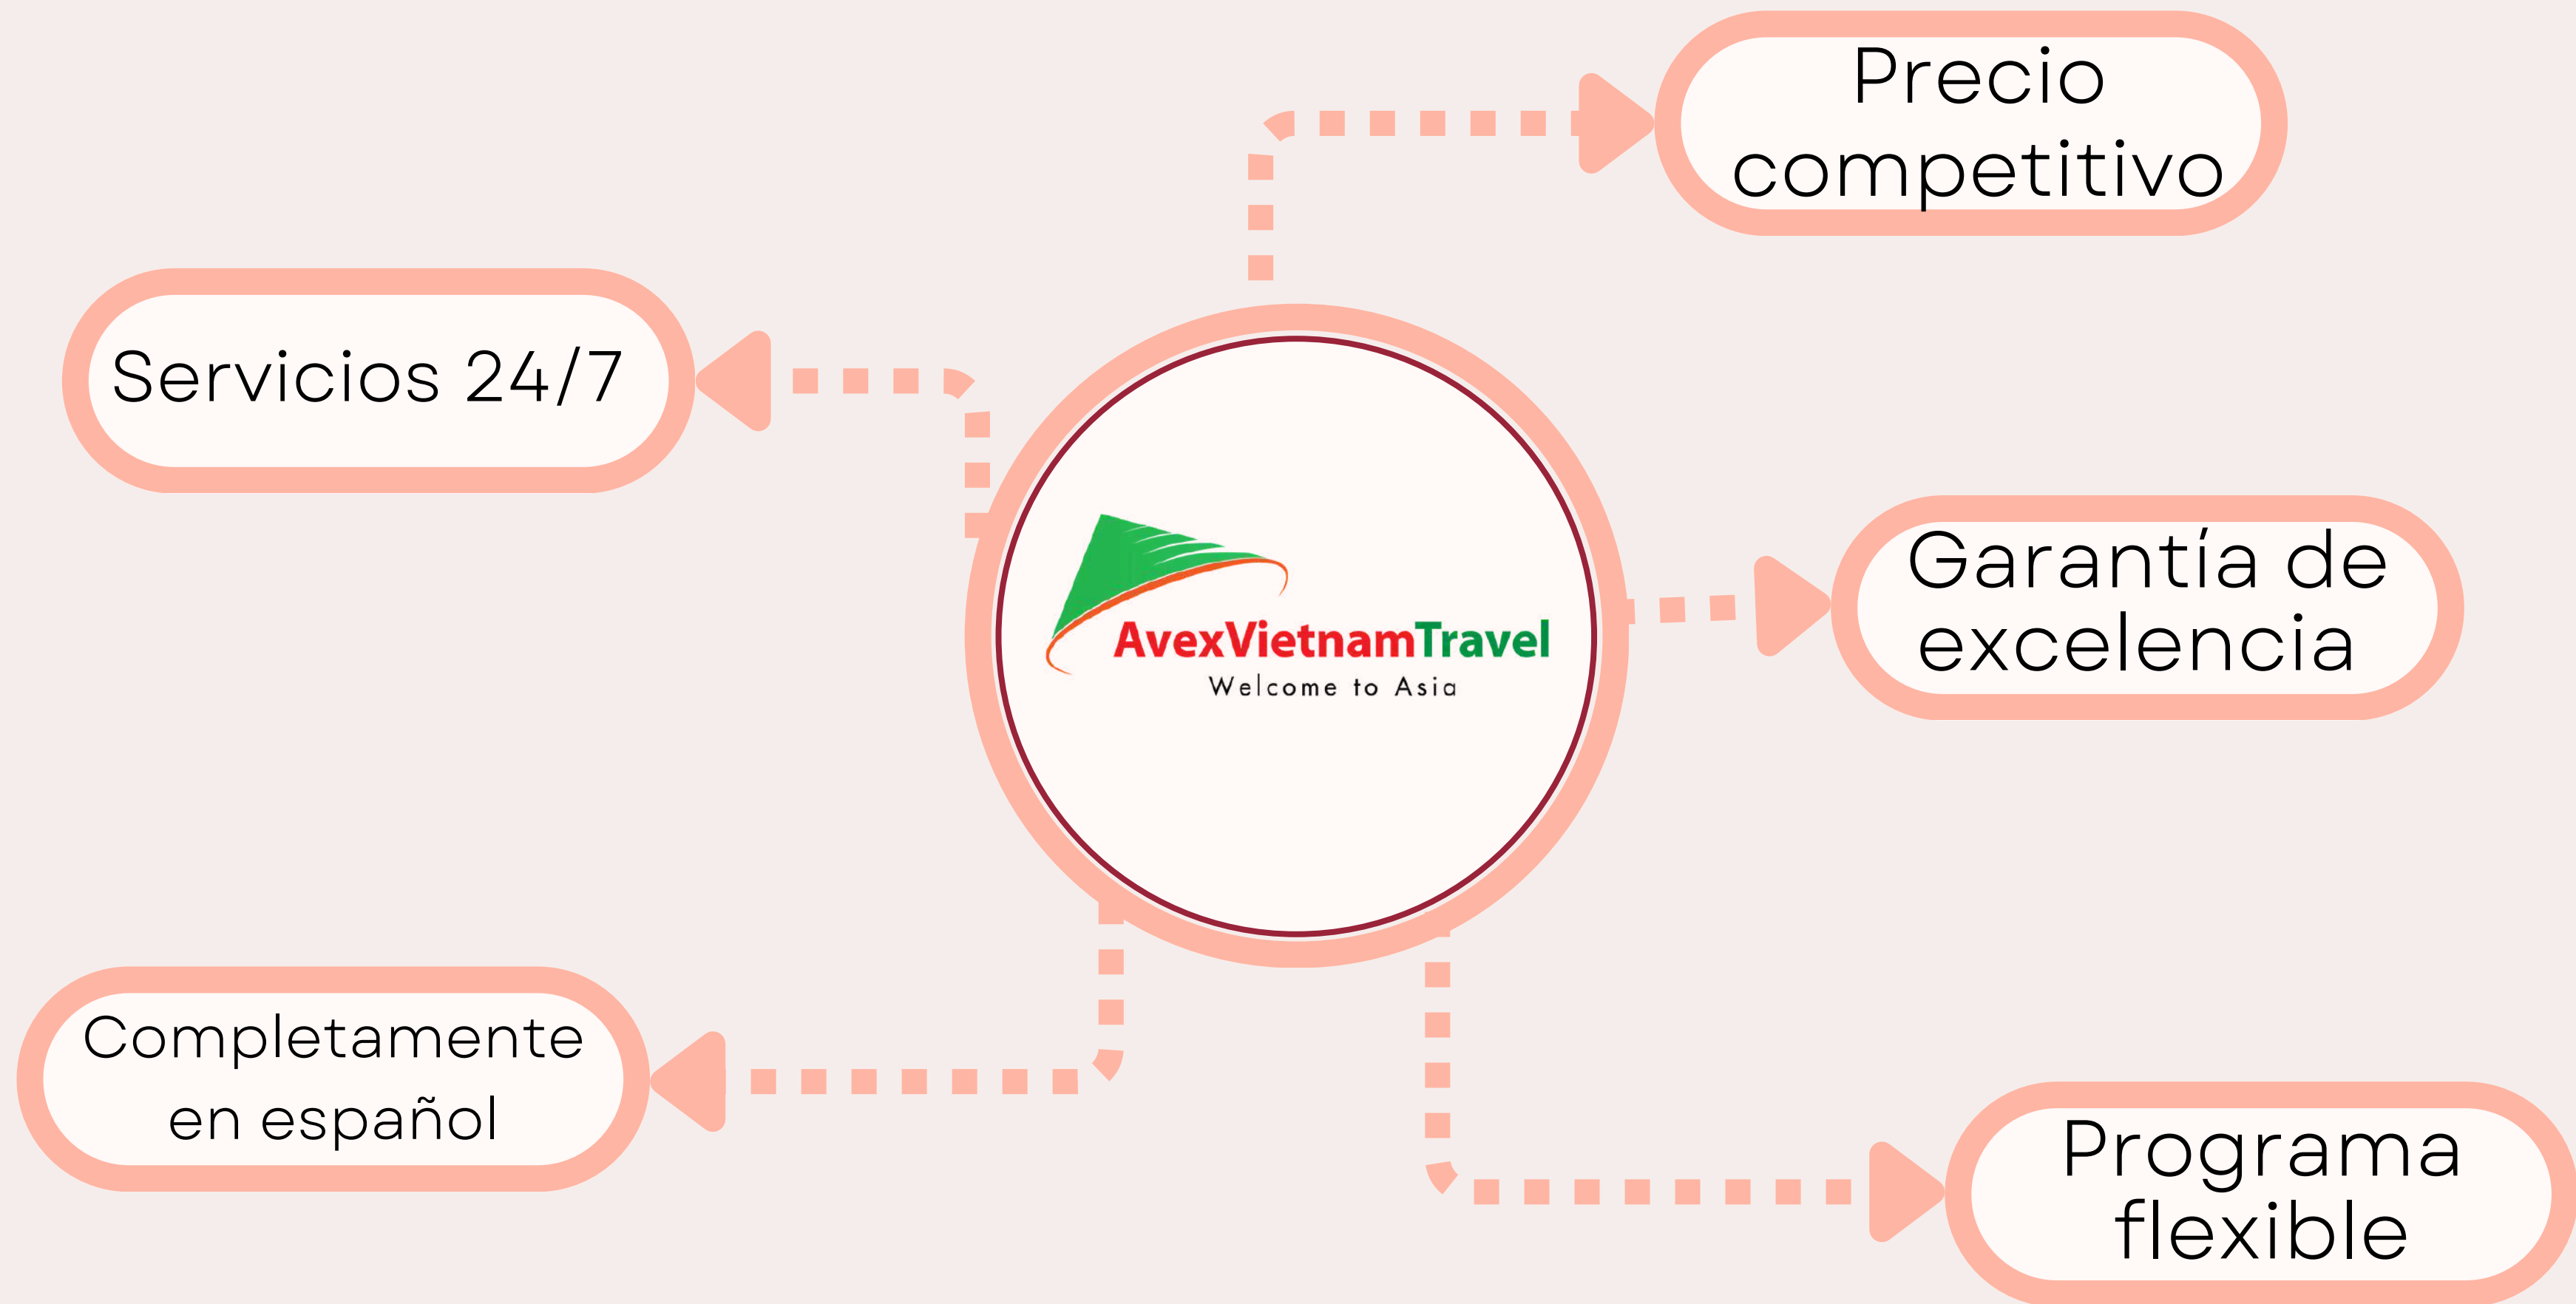 Precio
competitivo
Servicios 24/7
Garantía de
excelencia
AvexVietnamTravel
Welcome to Asia
Completamente
en español
Programa
flexible